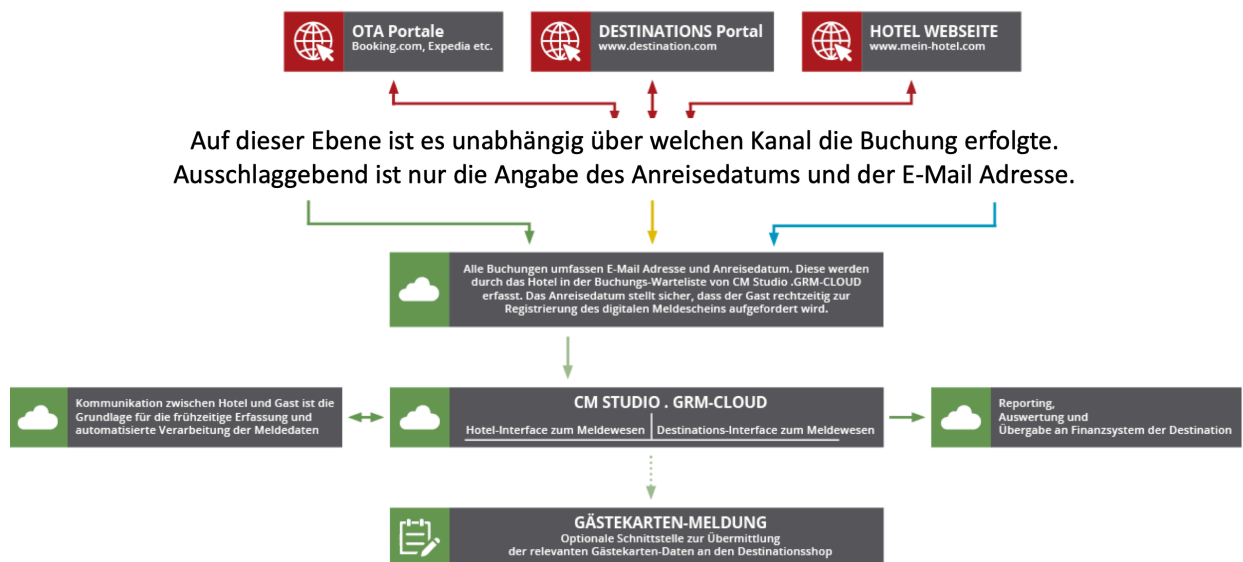 OTA Portale
Booking.com, Expedia etc.
DESTINATIONS Portal
www.destination.com
HOTEL WEBSEITE
www.mein-hotel.com
Auf dieser Ebene ist es unabhängig über welchen Kanal die Buchung erfolgte.
Ausschlaggebend ist nur die Angabe des Anreisedatums und der E-Mail Adresse.
Alle Buchungen umfassen E-Mail Adresse und Anreisedatum. Diese werden
durch das Hotel in der Buchungs-Warteliste von CM Studio .GRM-CLOUD
erfasst. Das Anreisedatum stellt sicher, dass der Gast rechtzeitig zur
Registrierung des digitalen Meldescheins aufgefordert wird.
Kommunikation zwischen Hotel und Gast ist die
Grundlage für die frühzeitige Erfassung und
automatisierte Verarbeitung der Meldedaten
CM STUDIO . GRM-CLOUD
Hotel-Interface zum Meldewesen
Destinations-Interface zum Meldewesen
Reporting,
Auswertung und
Übergabe an Finanzsystem der Destination
GÄSTEKARTEN-MELDUNG
Optionale Schnittstelle zur Übermittlung
der relevanten Gästekarten-Daten an den Destinationsshop